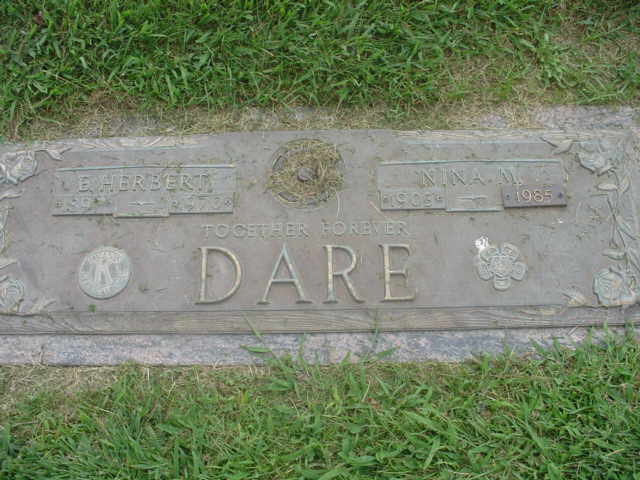 E. HERBERT
NINA M.
1905
1985
TOGETHER FOREVER
DARE
K